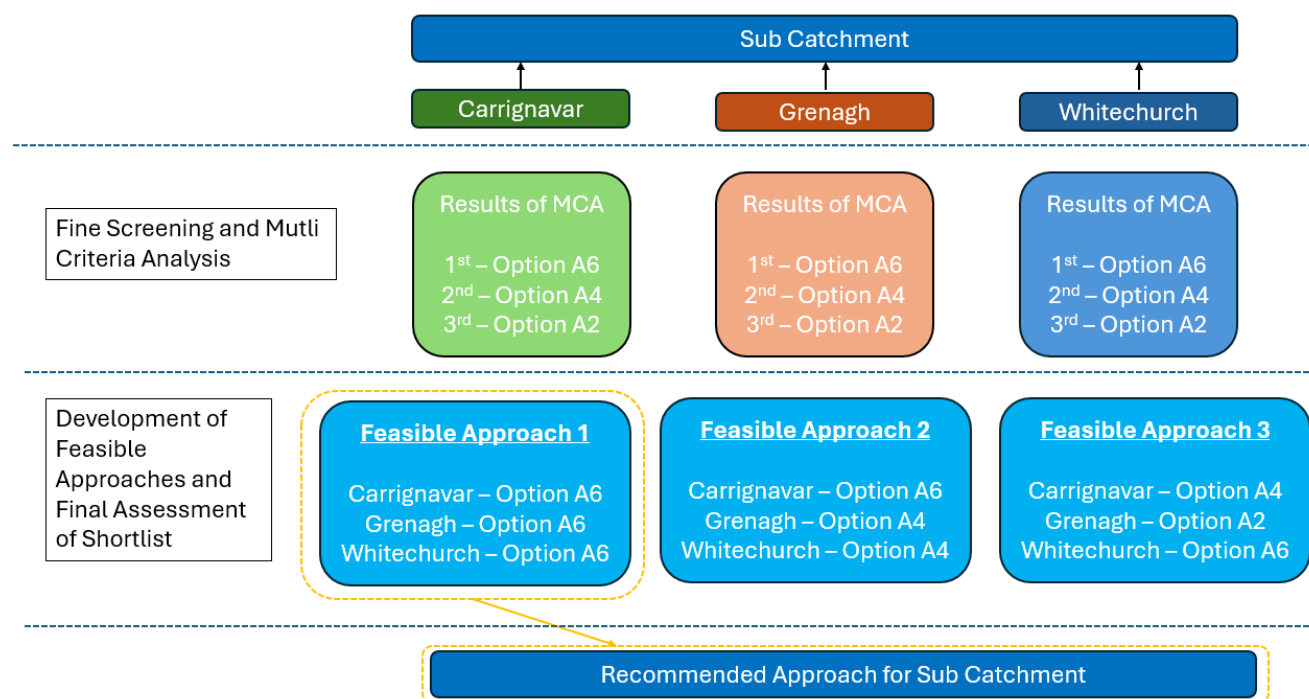 Sub Catchment
Carrignavar
Grenagh
Whitechurch
Fine Screening and Mutli
Criteria Analysis
Results of MCA
1st – Option A6
2nd – Option A4
3rd – Option A2
Results of MCA
1st – Option A6
2nd – Option A4
3rd – Option A2
Results of MCA
1st – Option A6
2nd – Option A4
3rd – Option A2
Development of
Feasible
Approaches and
Final Assessment
of Shortlist
Feasible Approach 1
Carrignavar – Option A6
Grenagh – Option A6
Whitechurch – Option A6
Feasible Approach 2
Carrignavar – Option A6
Grenagh – Option A4
Whitechurch – Option A4
Feasible Approach 3
Carrignavar – Option A4
Grenagh – Option A2
Whitechurch – Option A6
Recommended Approach for Sub Catchment